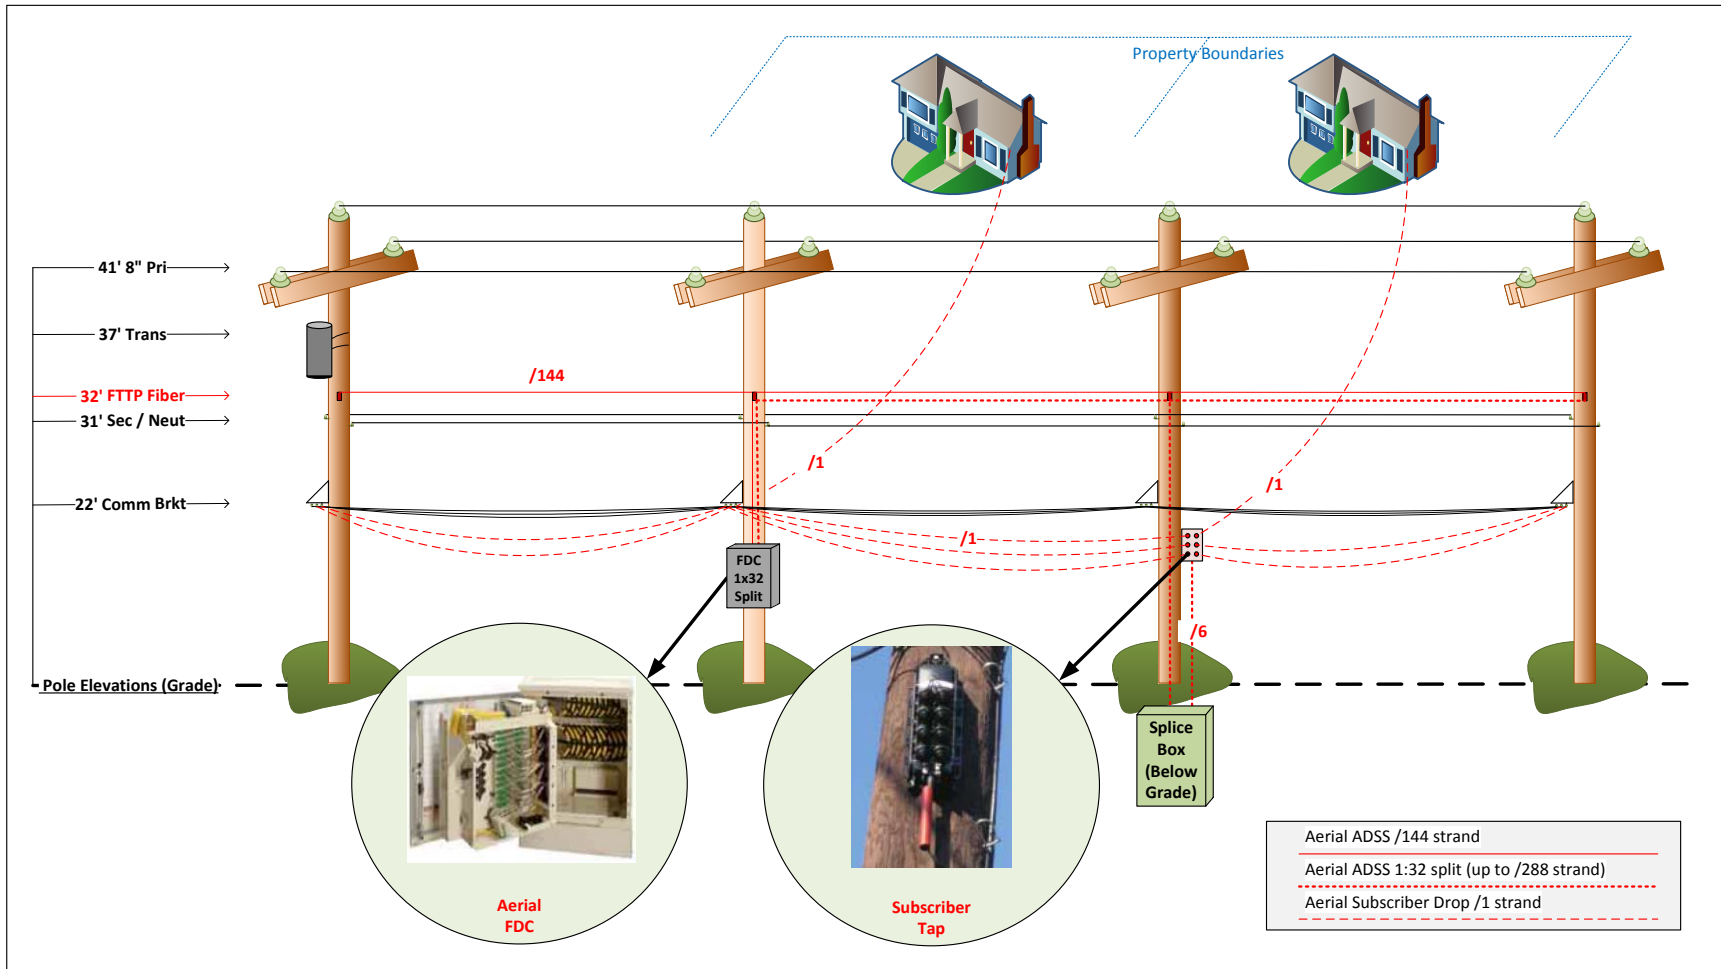 Property Boundaries
41' 8" Pri
37' Trans
/144
32' FTTP Fiber
31' Sec / Neut
/1
/1
22' Comm Brkt
/1
FDC
1x32
Split
/6
Pole Elevations (Grade)
Splice
Box
(Below
Grade)
Aerial
FDC
Subscriber
Tap
Aerial ADSS /144 strand
Aerial ADSS 1:32 split (up to /288 strand)
Aerial Subscriber Drop /1 strand